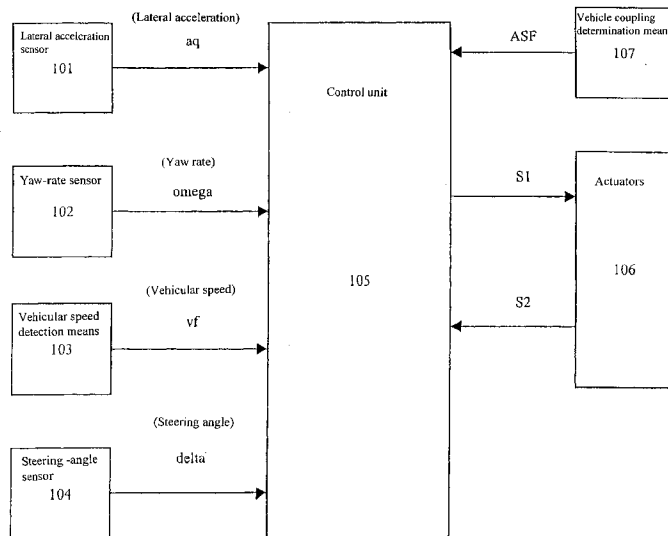 Lateral acceleration
sensor
101
(Lateral acceleration)
aq
Yaw-rate sensor
102
(Yaw rate)
omega
Vehicular speed
detection means
103
(Vehicular speed)
vf
Steering -angle
sensor
104
(Steering angle)
delta
Control unit
105
Vehicle coupling
determination mean
107
ASF
S1
Actuators
106
S2